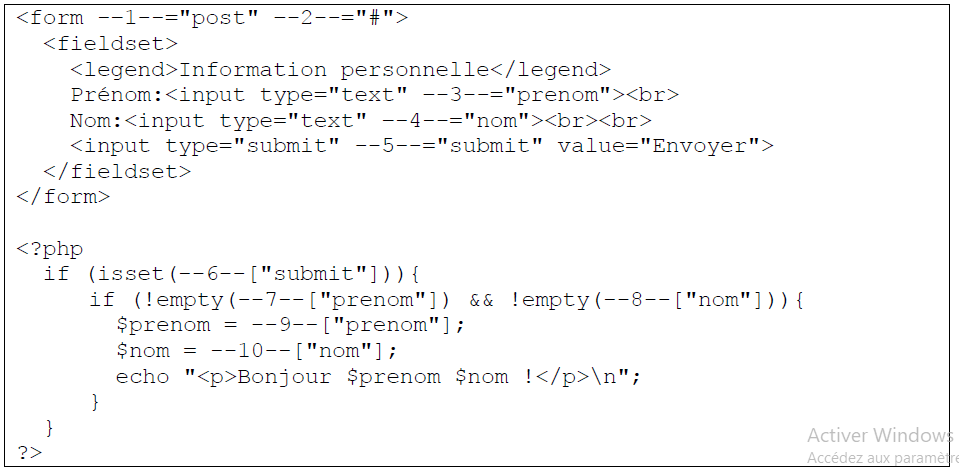 <form --1--="post" --2--="#">
<fieldset>
<legend>Information personnelle</legend>
Prénom:<input type="text" --3--="prenom"><br>
Nom:<input type="text" --4--="nom"><br><br>
<input type="submit" --5--="submit" value="Envoyer">
</fieldset>
</form>
<?php
if (isset(--6--["submit"])){
if (!empty(--7--["prenom"]) && !empty(--8--["nom"])){
$prenom = --9--["prenom"];
$nom = --10--["nom"];
echo "<p>Bonjour $prenom $nom !</p>\n";
}
}
?>
Activer Windows
Accédez aux paramètre